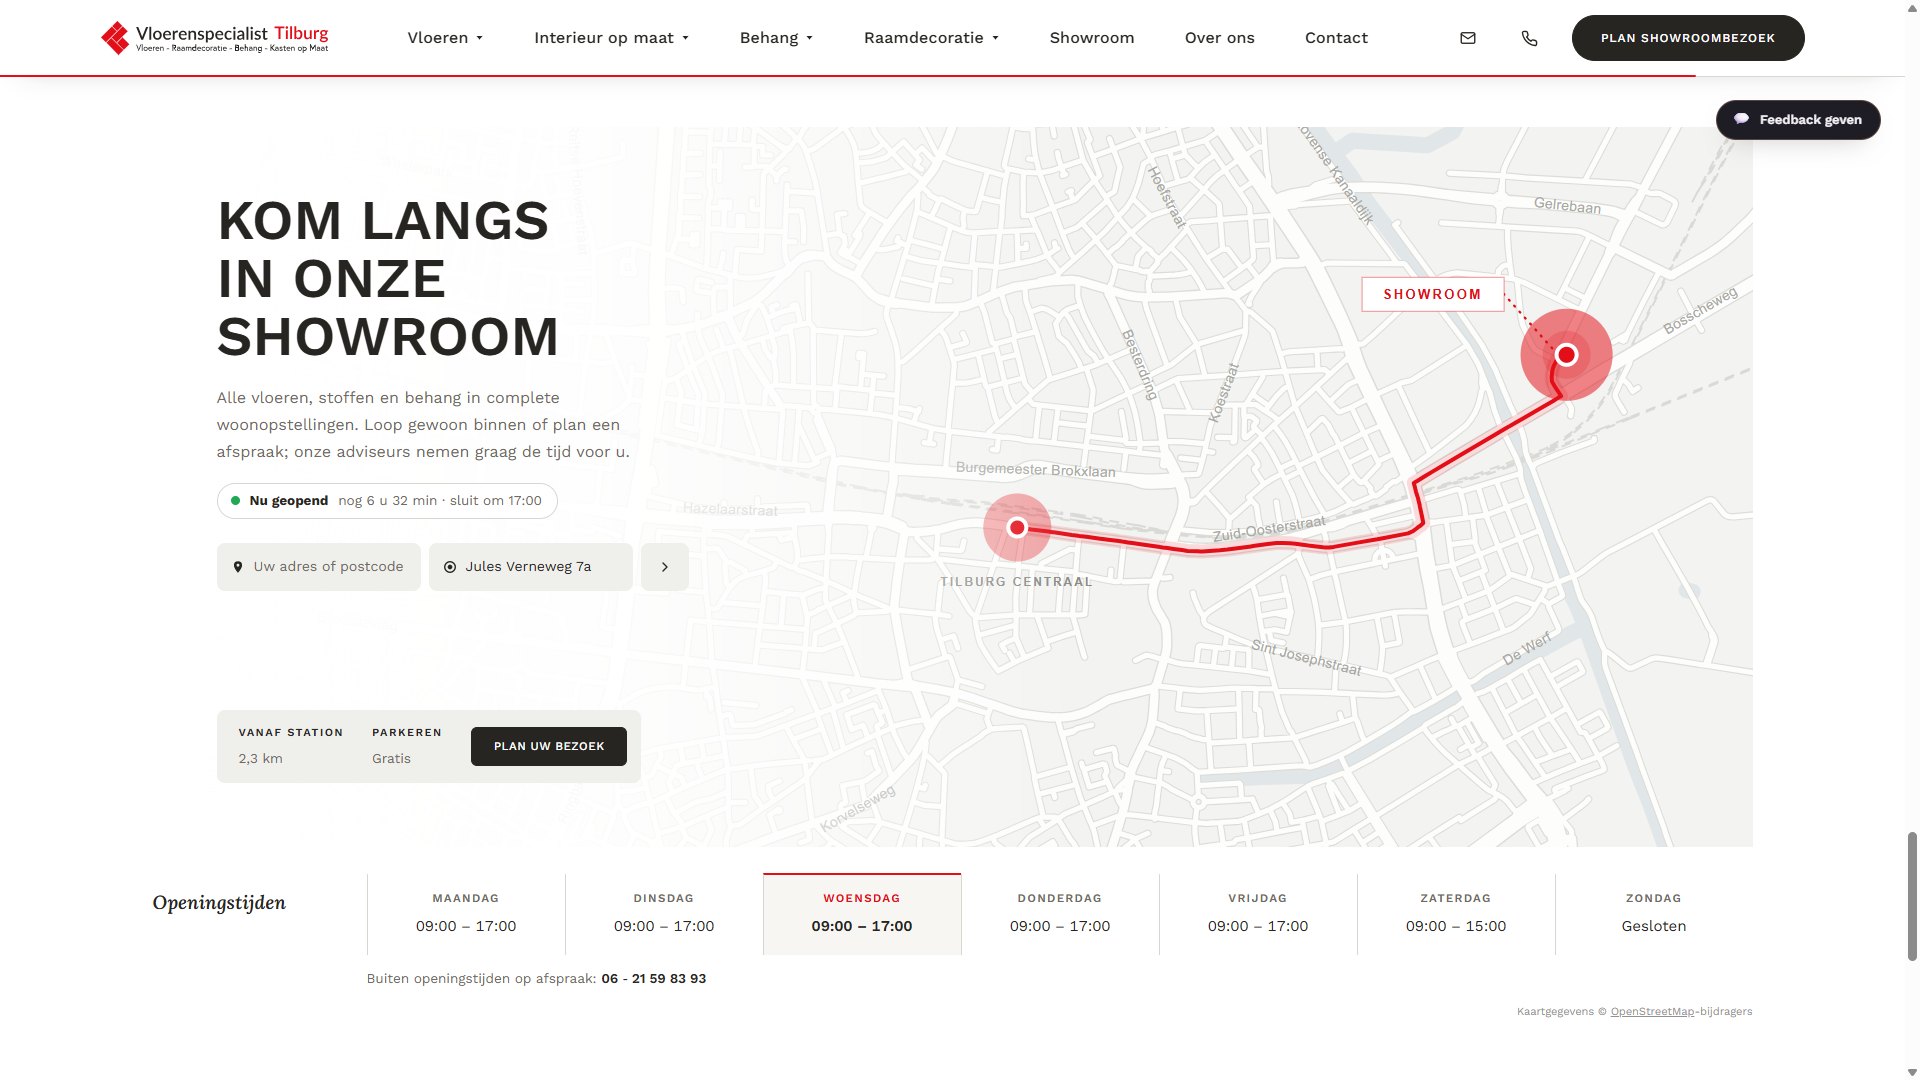 Vloerenspecialist Tilburg
Vloeren - Raamdecoratie - Behang - Kasten op Maat
Vloeren
Interieur op maat
Behang
Raamdecoratie
Showroom
Over ons
Contact
PLAN SHOWROOMBEZOEK
Feedback geven
KOM LANGS
IN ONZE
SHOWROOM
Alle vloeren, stoffen en behang in complete
woonopstellingen. Loop gewoon binnen of plan een
afspraak; onze adviseurs nemen graag de tijd voor u.
Nu geopend nog 6 u 32 min · sluit om 17:00
Uw adres of postcode
Jules Verneweg 7a
VANAF STATION
2,3 km
PARKEREN
Gratis
PLAN UW BEZOEK
Hoefstraat
ovense Kanaaldijk
Gelrebaan
SHOWROOM
Bosscheweg
Besterdring
Koestraat
Burgemeester Brokxlaan
Hazelaarstraat
Zuid-Oosterstraat
TILBURG CENTRAAL
Sint Josephstraat
De Werf
Korvelseweg
Openingstijden
MAANDAG
09:00 – 17:00
DINSDAG
09:00 – 17:00
WOENSDAG
09:00 – 17:00
DONDERDAG
09:00 – 17:00
VRIJDAG
09:00 – 17:00
ZATERDAG
09:00 – 15:00
ZONDAG
Gesloten
Buiten openingstijden op afspraak: 06 - 21 59 83 93
Kaartgegevens © OpenStreetMap-bijdragers